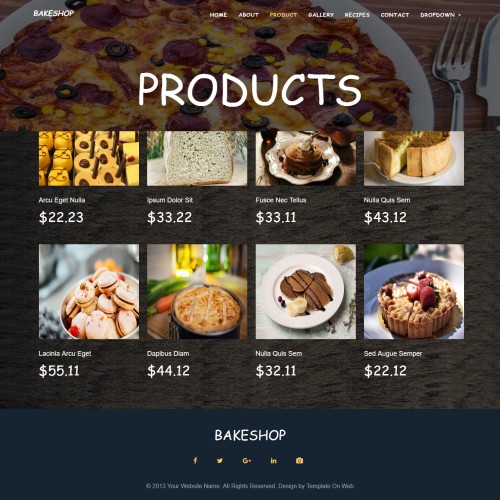 BAKESHOP
HOME ABOUT PRODUCT GALLERY RECIPES CONTACT DROPDOWN
PRODUCTS
Arcu Eget Nulla Ipsum Dolor Sit Fusce Nec Tellus Nulla Quis Sem
$22,23 $33,22 $33,11 $43,12
Lacinia Arcu Eget Dapibus Diam Nulla Quis Sem Sed Augue Semper
$55,11 $44,12 $32,11 $22,12
BAKESHOP
© 2013 Your Website Name. All Rights Reserved. Design by Template On Web